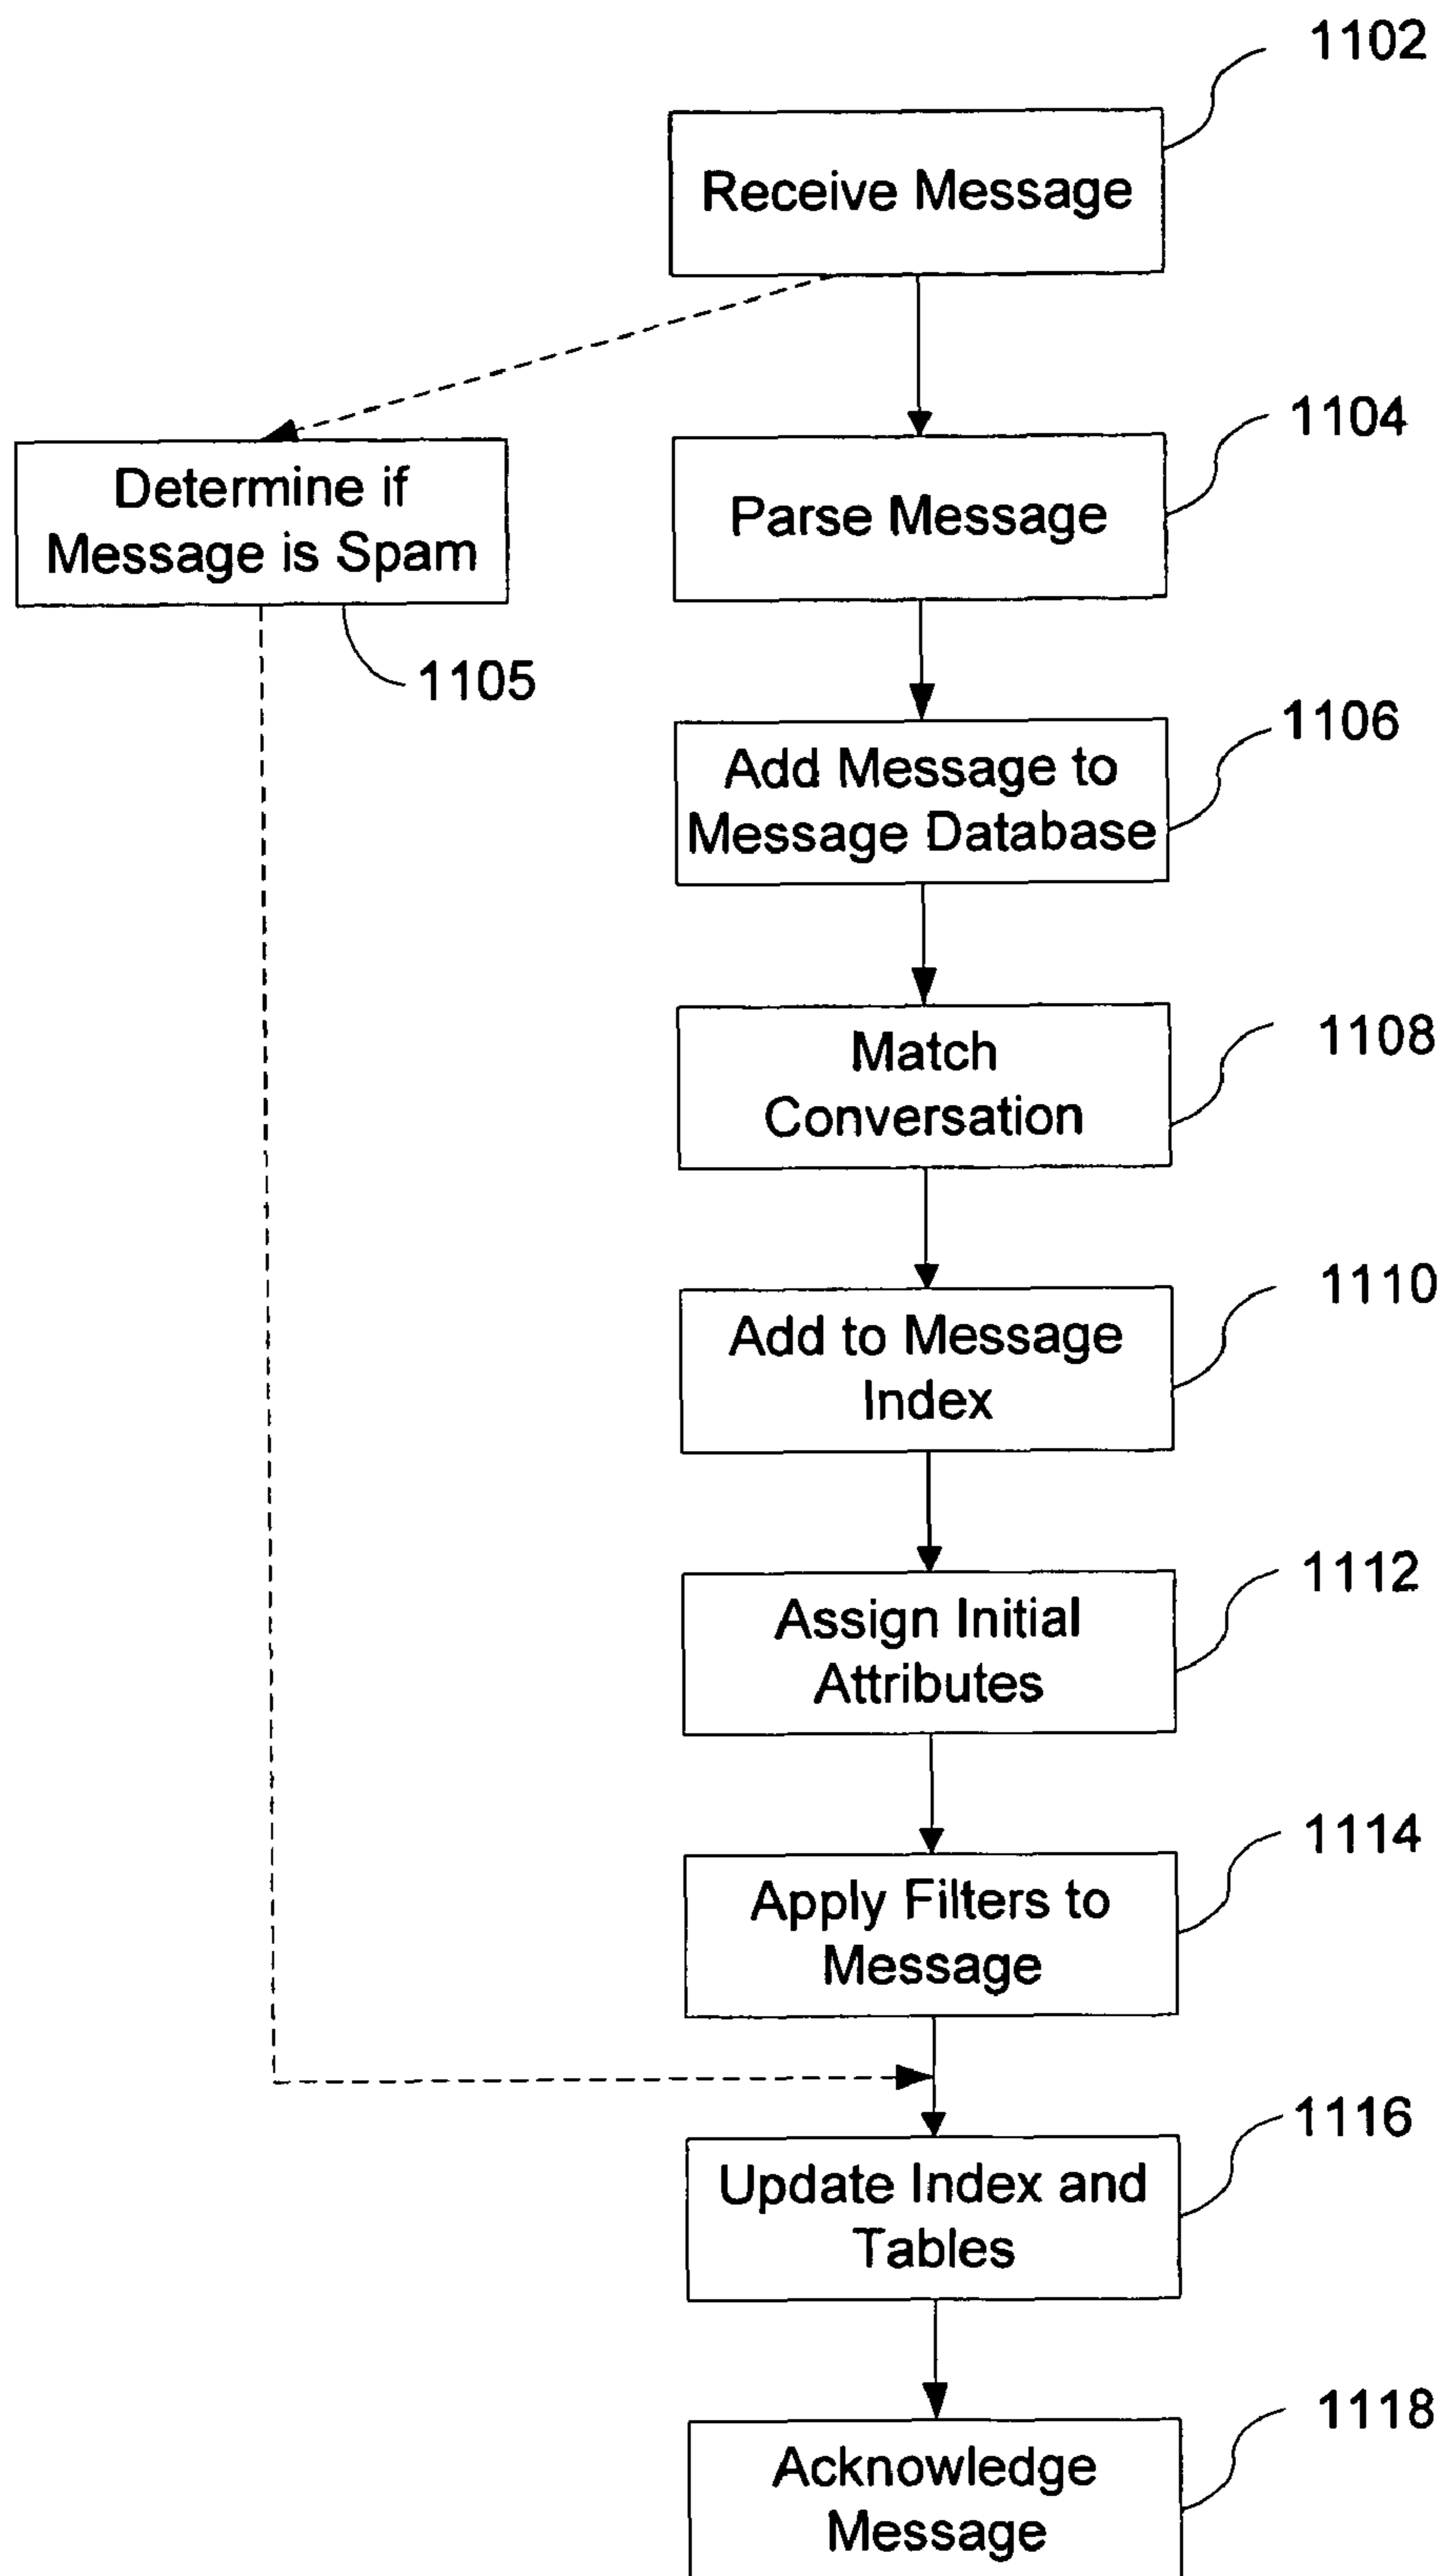 1102
Receive Message
1104
Determine if
Message is Spam
Parse Message
1105
1106
Add Message to
Message Database
1108
Match
Conversation
1110
Add to Message
Index
1112
Assign Initial
Attributes
1114
Apply Filters to
Message
1116
Update Index and
Tables
1118
Acknowledge
Message